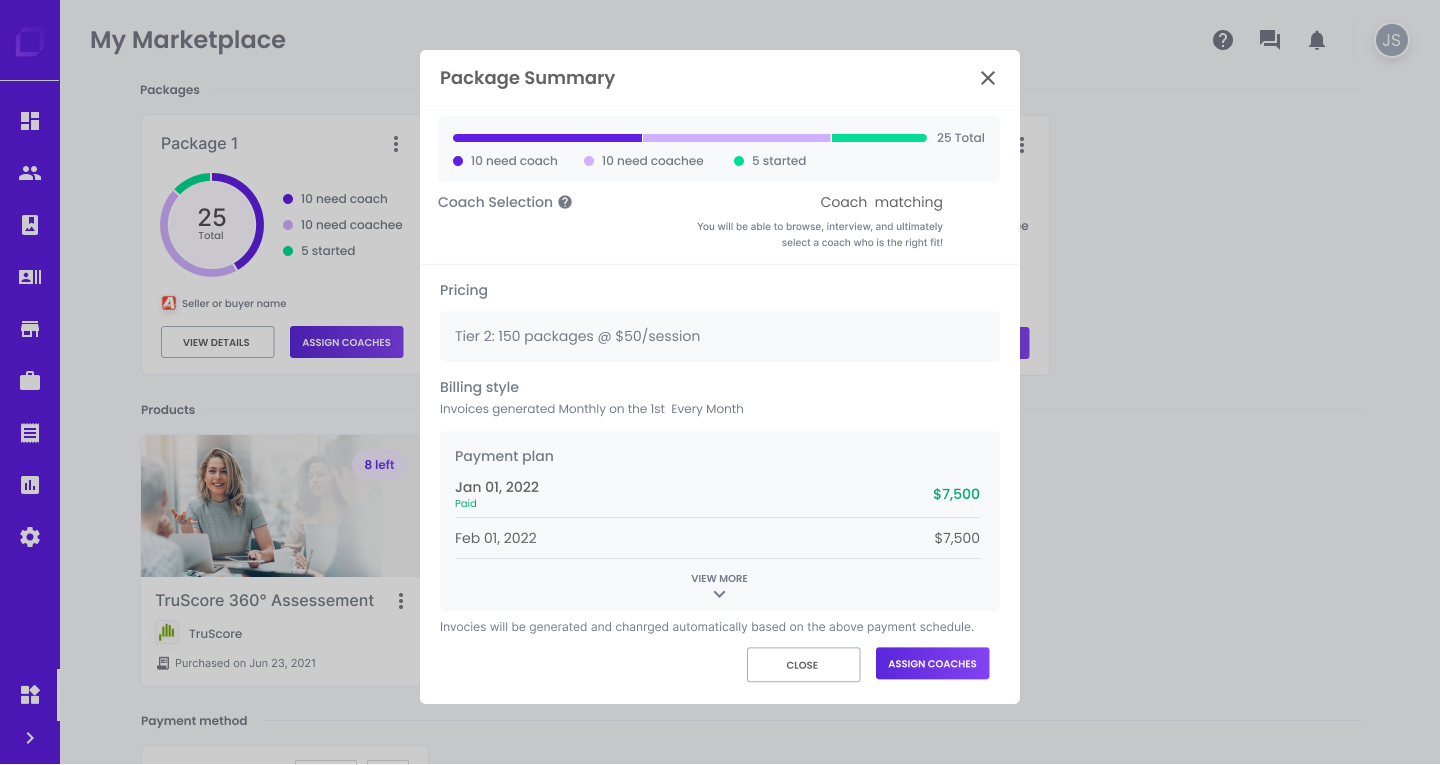 My Marketplace
JS
Packages
Package 1
25
Total
10 need coach
10 need coachee
5 started
Seller or buyer name
VIEW DETAILS
ASSIGN COACHES
Products
8 left
TruScore 360° Assessement
TruScore
Purchased on Jun 23, 2021
Payment method
Package Summary
25 Total
10 need coach
10 need coachee
5 started
Coach Selection
Coach  matching
You will be able to browse, interview, and ultimately
select a coach who is the right fit!
Pricing
Tier 2: 150 packages @ $50/session
Billing style
Invoices generated Monthly on the 1st  Every Month
Payment plan
Jan 01, 2022
Paid
$7,500
Feb 01, 2022
$7,500
VIEW MORE
Invocies will be generated and chanrged automatically based on the above payment schedule.
CLOSE
ASSIGN COACHES